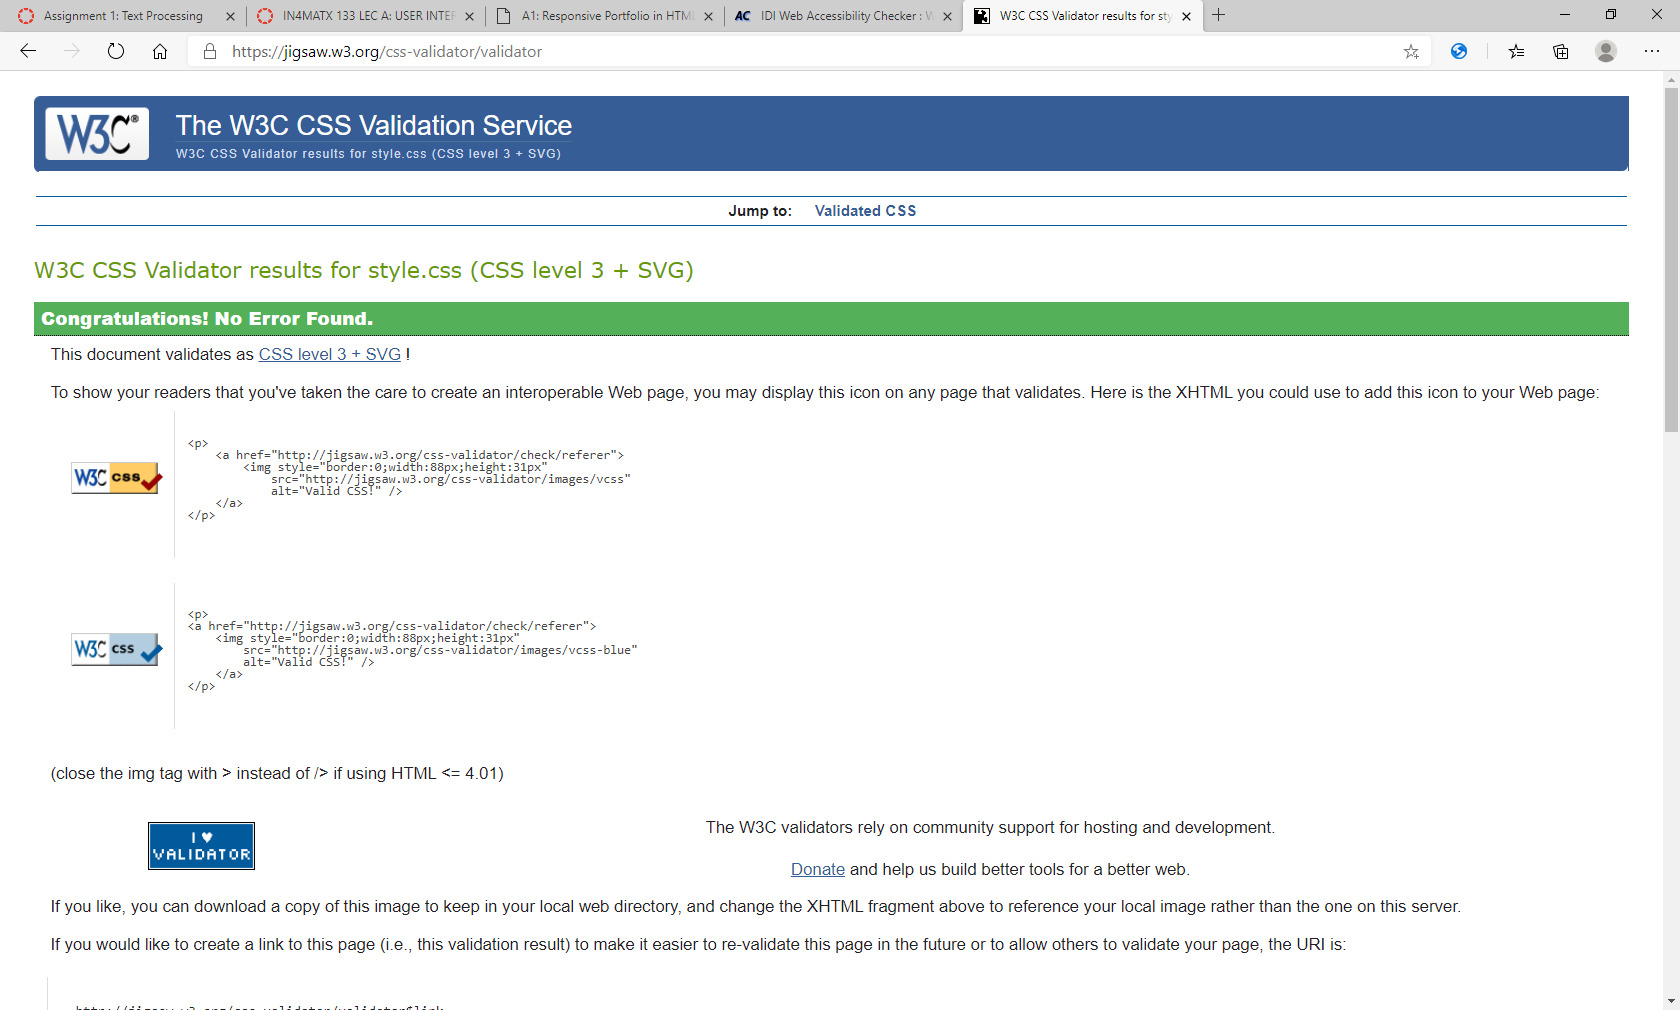 Assignment 1: Text Processing
IN4MATX 133 LEC A: USER INTER
A1: Responsive Portfolio in HTML
AC IDI Web Accessibility Checker : W
W3C CSS Validator results for sty
https://jigsaw.w3.org/css-validator/validator
W3C®
The W3C CSS Validation Service
W3C CSS Validator results for style.css (CSS level 3 + SVG)
Jump to: Validated CSS
W3C CSS Validator results for style.css (CSS level 3 + SVG)
Congratulations! No Error Found.
This document validates as CSS level 3 + SVG !
To show your readers that you've taken the care to create an interoperable Web page, you may display this icon on any page that validates. Here is the XHTML you could use to add this icon to your Web page:
W3C css
<p>
<a href="http://jigsaw.w3.org/css-validator/check/referer">
<img style="border:0;width:88px;height:31px"
src="http://jigsaw.w3.org/css-validator/images/vcss"
alt="Valid CSS!" />
</a>
</p>
W3C css
<p>
<a href="http://jigsaw.w3.org/css-validator/check/referer">
<img style="border:0;width:88px;height:31px"
src="http://jigsaw.w3.org/css-validator/images/vcss-blue"
alt="Valid CSS!" />
</a>
</p>
(close the img tag with > instead of /> if using HTML <= 4.01)
I ♥
VALIDATOR
The W3C validators rely on community support for hosting and development.
Donate and help us build better tools for a better web.
If you like, you can download a copy of this image to keep in your local web directory, and change the XHTML fragment above to reference your local image rather than the one on this server.
If you would like to create a link to this page (i.e., this validation result) to make it easier to re-validate this page in the future or to allow others to validate your page, the URI is:
http://jigsaw.w3.org/css-validator/validator$link